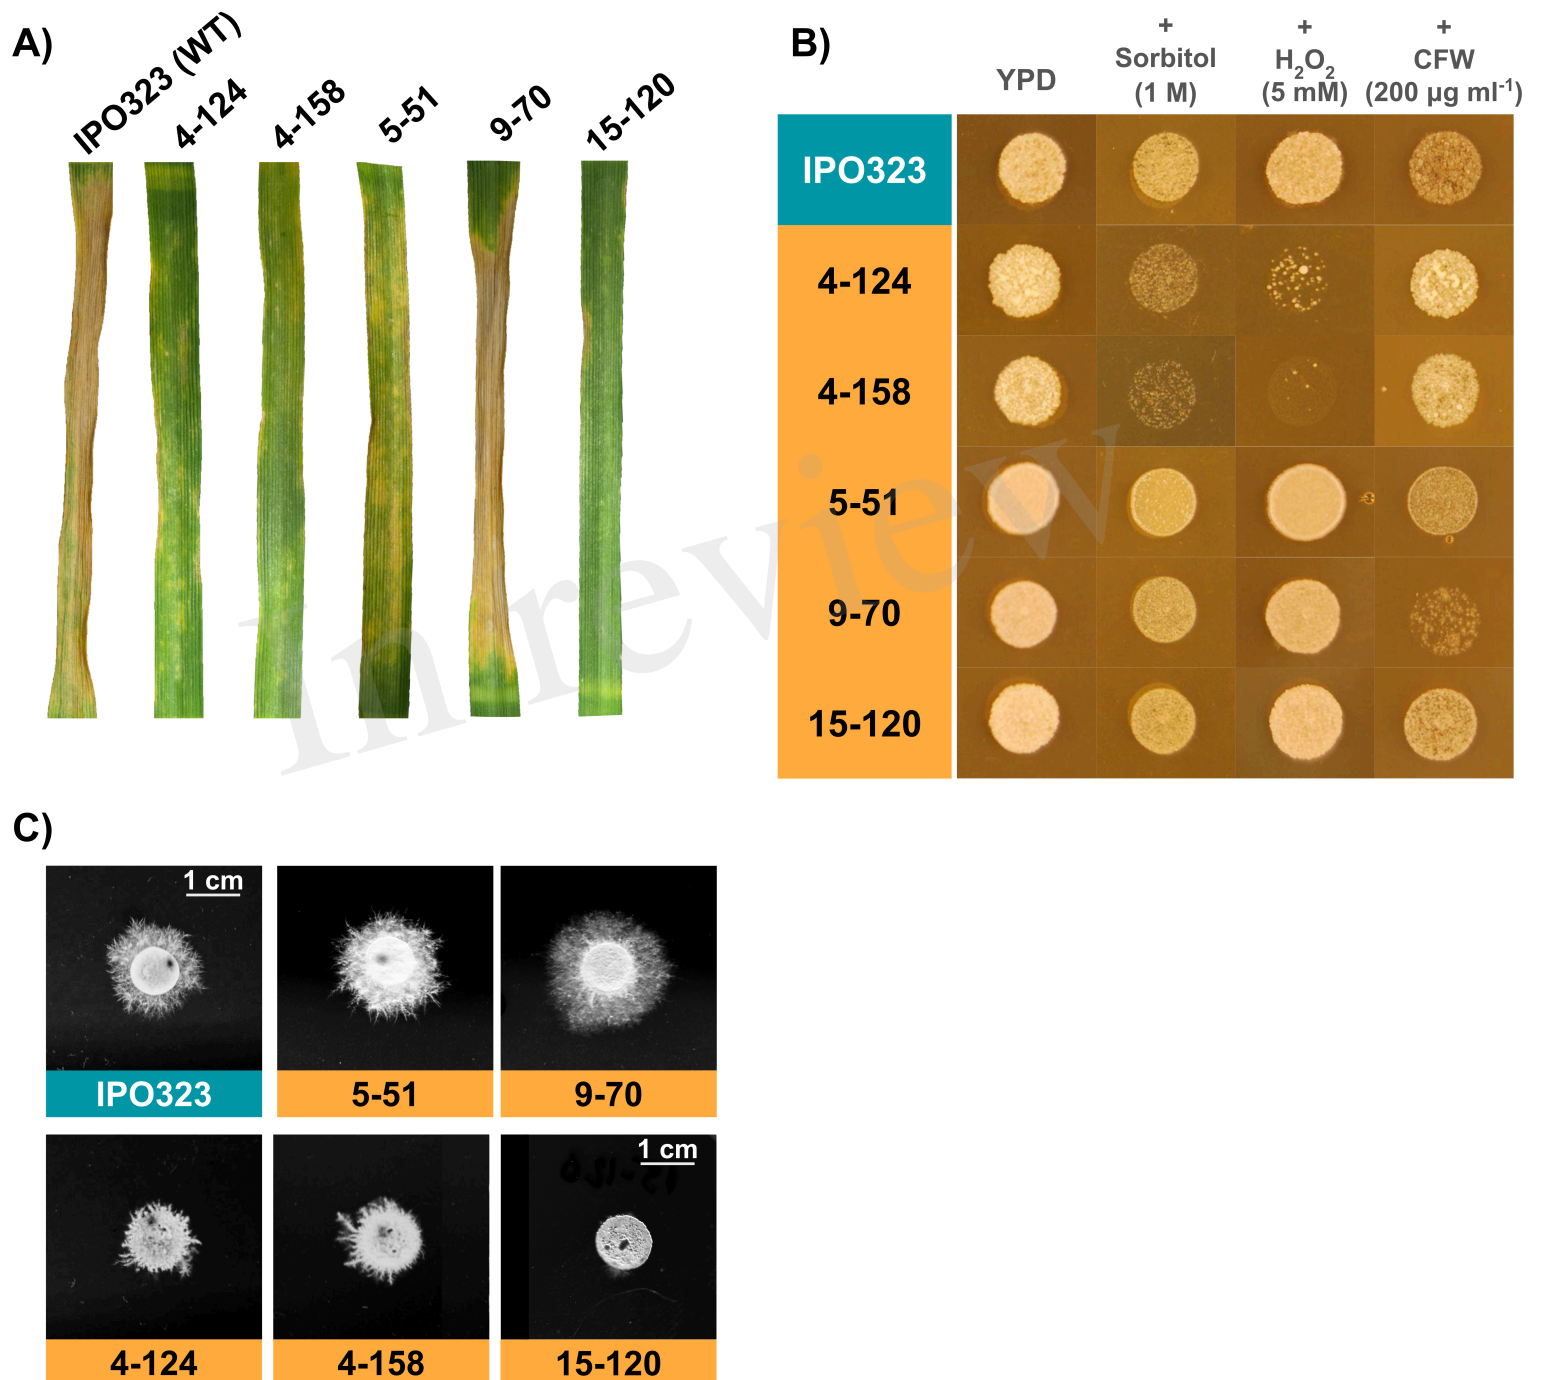 A)
IPO323 (WT)
4-124
4-158
5-51
9-70
15-120
B)
YPD
+
Sorbitol
(1 M)
+
H₂O₂
(5 mM)
+
CFW
(200 µg ml⁻¹)
IPO323
4-124
4-158
5-51
9-70
15-120
In review
C)
1 cm
IPO323
5-51
9-70
1 cm
15-120
4-124
4-158
15-120